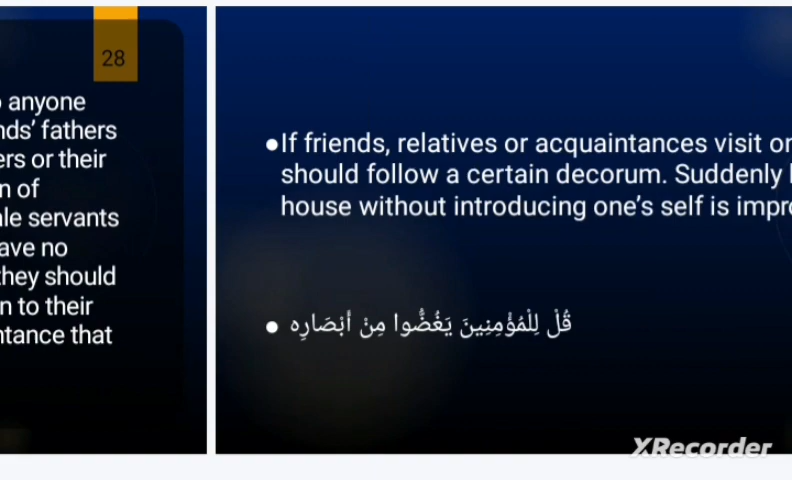 28
anyone
nds’ fathers
ers or their
n of
ale servants
ave no
they should
n to their
ntance that
●If friends, relatives or acquaintances visit or
should follow a certain decorum. Suddenly
house without introducing one’s self is impr
● قُل لِلْمُؤْمِنِينَ يَغُضُّوا مِنْ أَبْصَارِه
XRecorder